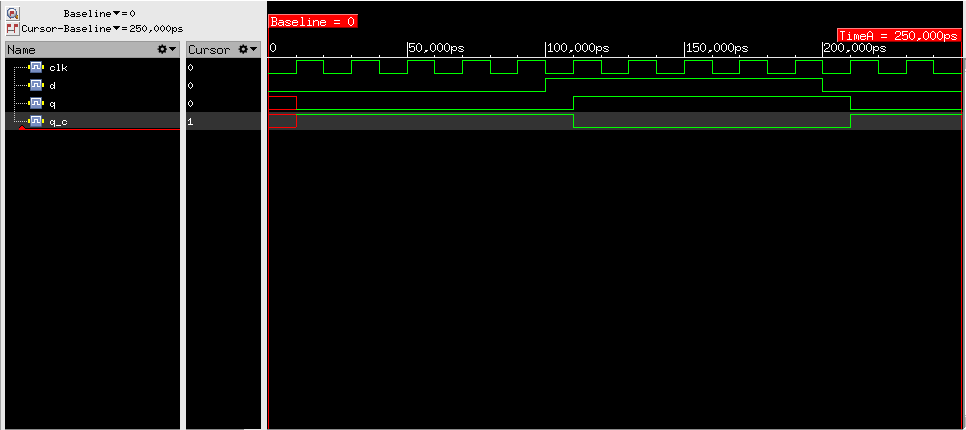 Baseline▼=0
Cursor-Baseline▼=250,000ps
Baseline = 0
TimeA = 250,000ps
Name
Cursor
0
50,000ps
100,000ps
150,000ps
200,000ps
clk 0
d 0
q 0
q_c 1